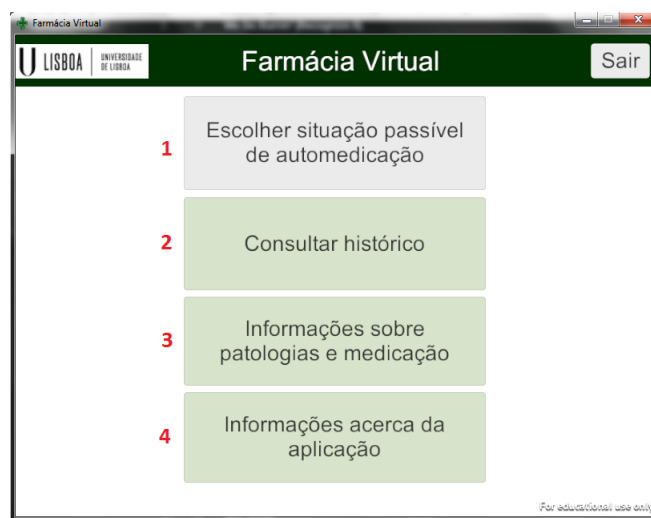 Farmácia Virtual
U LISBOA | UNIVERSIDADE
DE LISBOA
Farmácia Virtual
Sair
1
Escolher situação passível
de automedicação
2
Consultar histórico
3
Informações sobre
patologias e medicação
4
Informações acerca da
aplicação
For educational use only